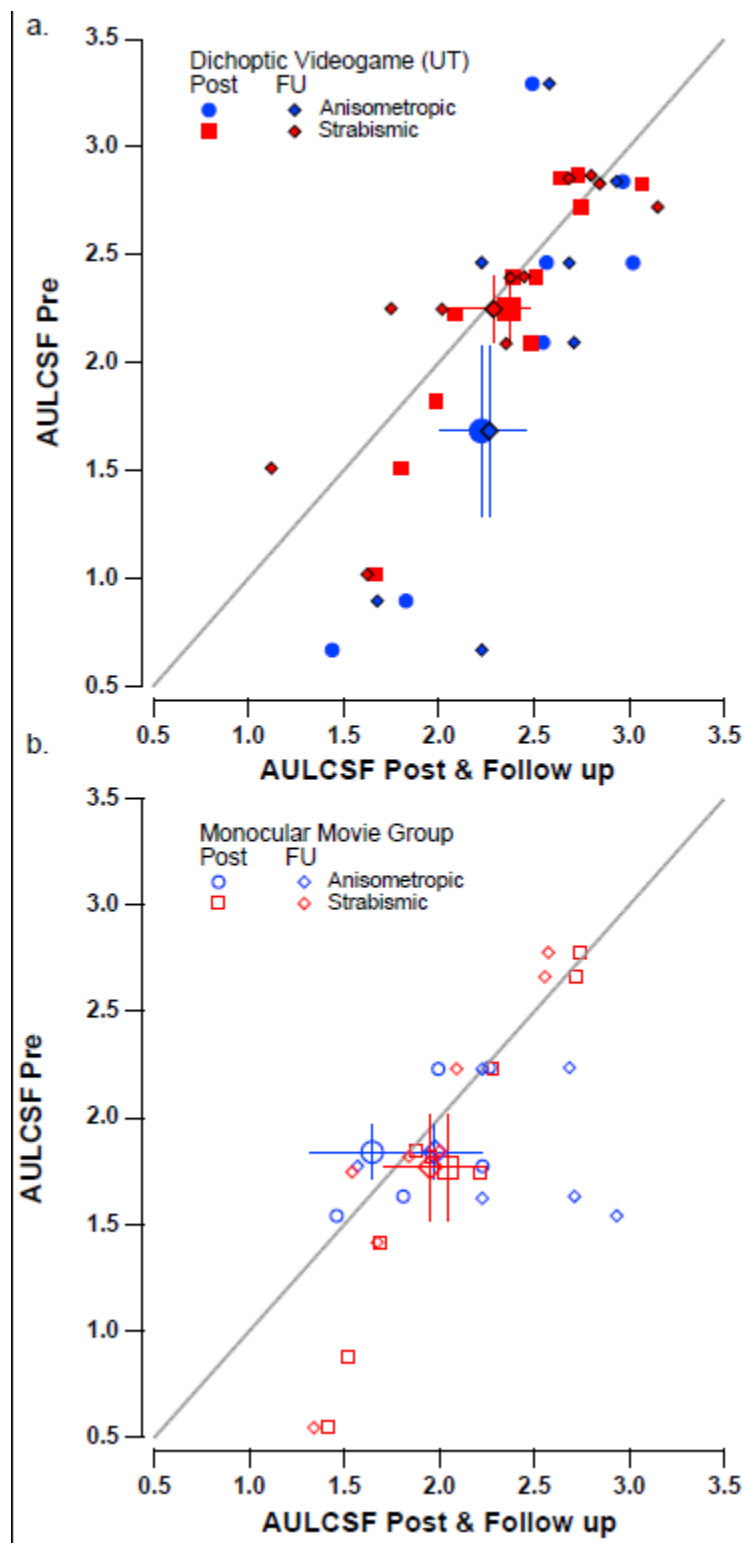 a.
3.5
Dichoptic Videogame (UT)
Post FU
Anisometropic
Strabismic
3.0
2.5
AULCSF Pre
2.0
1.5
1.0
0.5
0.5 1.0 1.5 2.0 2.5 3.0 3.5
AULCSF Post & Follow up
b.
3.5
Monocular Movie Group
Post FU
Anisometropic
Strabismic
3.0
2.5
AULCSF Pre
2.0
1.5
1.0
0.5
0.5 1.0 1.5 2.0 2.5 3.0 3.5
AULCSF Post & Follow up